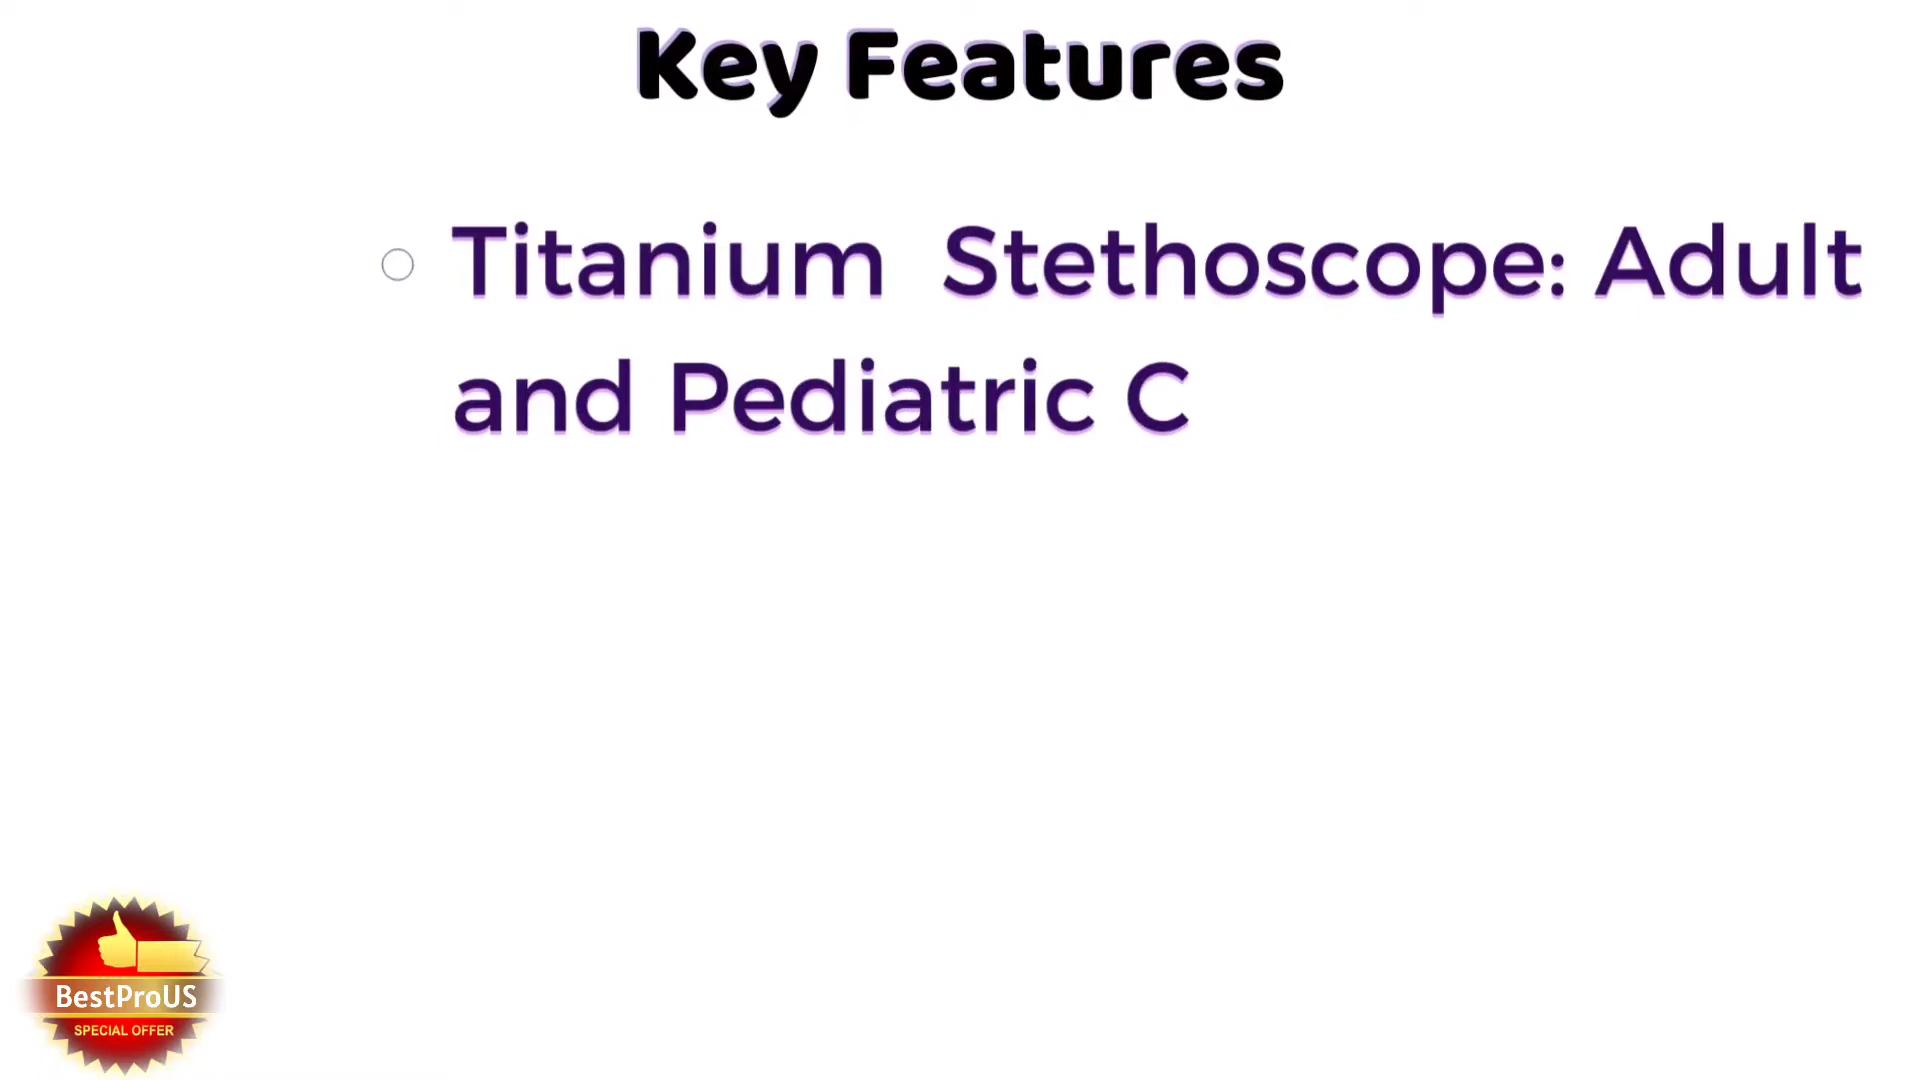 Key Features
Titanium  Stethoscope: Adult
and Pediatric C
BestProUS
SPECIAL OFFER